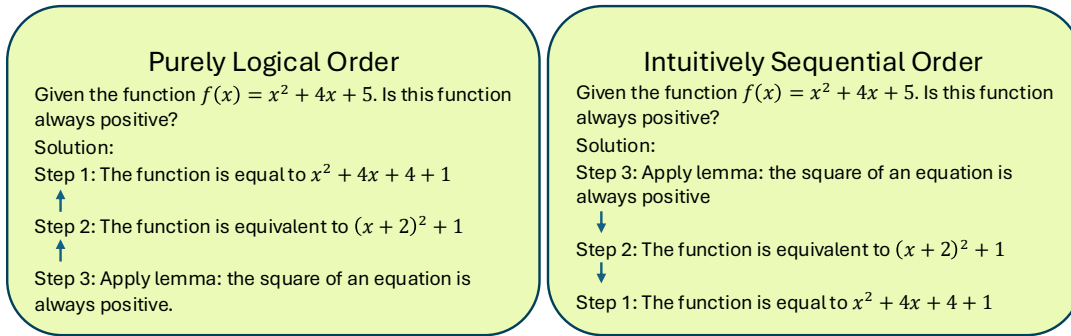 Purely Logical Order
Given the function f(x) = x² + 4x + 5. Is this function
always positive?
Solution:
Step 1: The function is equal to x² + 4x + 4 + 1
Step 2: The function is equivalent to (x + 2)² + 1
Step 3: Apply lemma: the square of an equation is
always positive.
Intuitively Sequential Order
Given the function f(x) = x² + 4x + 5. Is this function
always positive?
Solution:
Step 3: Apply lemma: the square of an equation is
always positive
Step 2: The function is equivalent to (x + 2)² + 1
Step 1: The function is equal to x² + 4x + 4 + 1